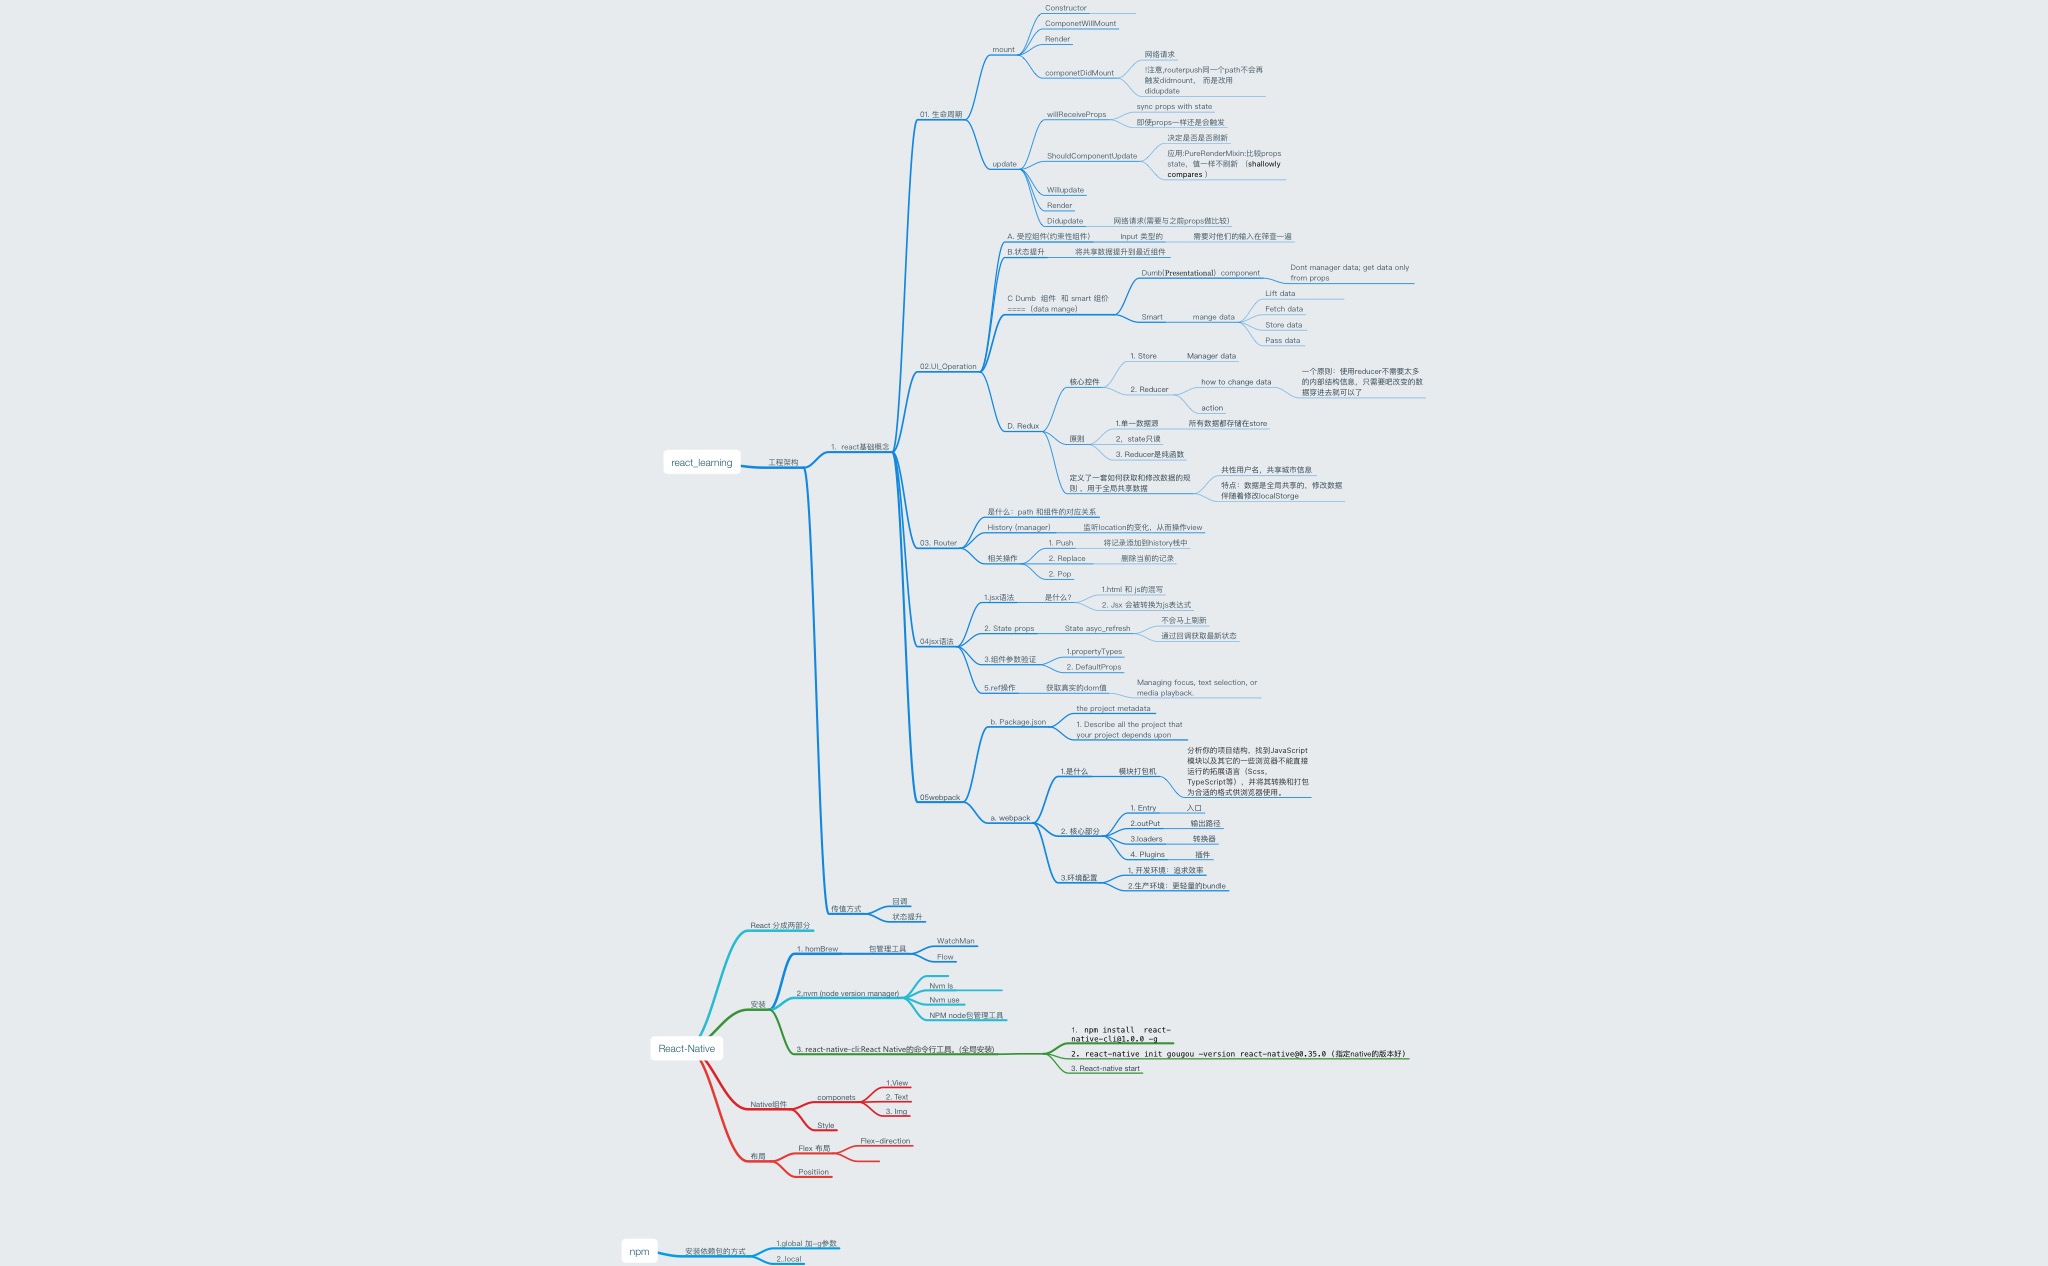 react_learning
工程架构
1.  react基础概念
01. 生命周期
mount
Constructor
ComponetWillMount
Render
componetDidMount
网络请求
!注意,routerpush同一个path不会再
触发didmount， 而是改用
didupdate
update
willReceiveProps
sync props with state
即使props一样还是会触发
ShouldComponentUpdate
决定是否是否刷新
应用:PureRenderMixin:比较props
state，值一样不刷新 （shallowly
compares ）
Willupdate
Render
Didupdate
网络请求(需要与之前props做比较)
02.UI_Operation
A. 受控组件(约束性组件)
Input 类型的
需要对他们的输入在筛查一遍
B.状态提升
将共享数据提升到最近组件
C Dumb  组件  和 smart 组价
====（data mange）
Dumb(Presentational)  component
Dont manager data; get data only
from props
Smart
mange data
Lift data
Fetch data
Store data
Pass data
D. Redux
核心控件
1. Store
Manager data
2. Reducer
how to change data
一个原则：使用reducer不需要太多
的内部结构信息，只需要吧改变的数
据穿进去就可以了
action
原则
1.单一数据源
所有数据都存储在store
2，state只读
3. Reducer是纯函数
定义了一套如何获取和修改数据的规
则 ，用于全局共享数据
共性用户名，共享城市信息
特点：数据是全局共享的，修改数据
伴随着修改localStorge
03. Router
是什么：path 和组件的对应关系
History (manager)
监听location的变化，从而操作view
相关操作
1. Push
将记录添加到history栈中
2. Replace
删除当前的记录
2. Pop
04jsx语法
1.jsx语法
是什么?
1.html 和 js的混写
2. Jsx 会被转换为js表达式
2. State props
State asyc_refresh
不会马上刷新
通过回调获取最新状态
3.组件参数验证
1.propertyTypes
2. DefaultProps
5.ref操作
获取真实的dom值
Managing focus, text selection, or
media playback.
05webpack
b. Package.json
the project metadata
1. Describe all the project that
your project depends upon
a. webpack
1.是什么
模块打包机
分析你的项目结构，找到JavaScript
模块以及其它的一些浏览器不能直接
运行的拓展语言（Scss，
TypeScript等），并将其转换和打包
为合适的格式供浏览器使用。
2. 核心部分
1. Entry
入口
2.outPut
输出路径
3.loaders
转换器
4. Plugins
插件
3.环境配置
1, 开发环境：追求效率
2.生产环境：更轻量的bundle
传值方式
回调
状态提升
React-Native
React 分成两部分
安装
1. homBrew
包管理工具
WatchMan
Flow
2.nvm (node version manager)
Nvm ls
Nvm use
NPM node包管理工具
3. react-native-cli:React Native的命令行工具。(全局安装)
1.  npm install  react-
native-cli@1.0.0 -g
2. react-native init gougou -version react-native@0.35.0 (指定native的版本好)
3. React-native start
Native组件
componets
1.View
2. Text
3. Img
Style
布局
Flex 布局
Flex-direction
Positiion
npm
安装依赖包的方式
1.global 加-g参数
2..local